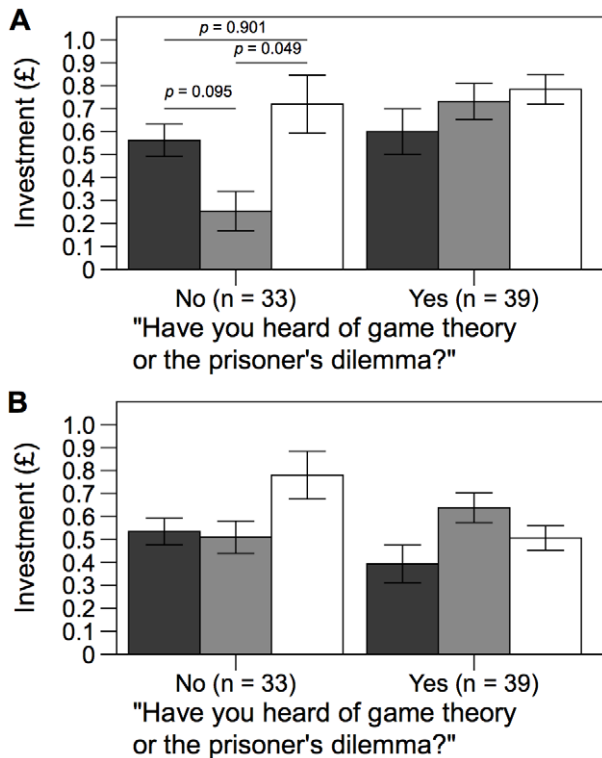 A
p = 0.901
p = 0.049
p = 0.095
Investment (£)
1.0
0.9
0.8
0.7
0.6
0.5
0.4
0.3
0.2
0.1
0
No (n = 33)
Yes (n = 39)
"Have you heard of game theory
or the prisoner's dilemma?"
B
Investment (£)
1.0
0.9
0.8
0.7
0.6
0.5
0.4
0.3
0.2
0.1
0
No (n = 33)
Yes (n = 39)
"Have you heard of game theory
or the prisoner's dilemma?"